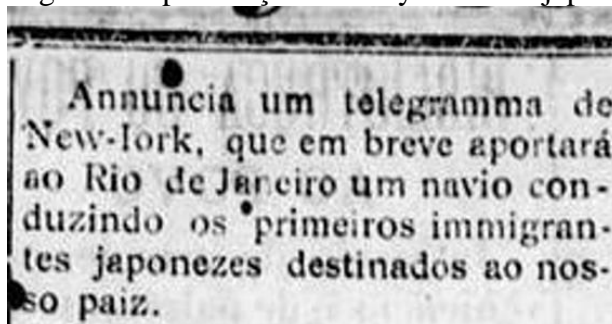 Annuncia um telegramma de
New-Iork, que em breve aportará
ao Rio de Janeiro um navio con-
duzindo os primeiros immigran-
tes japonezes destinados ao nos-
so paiz.